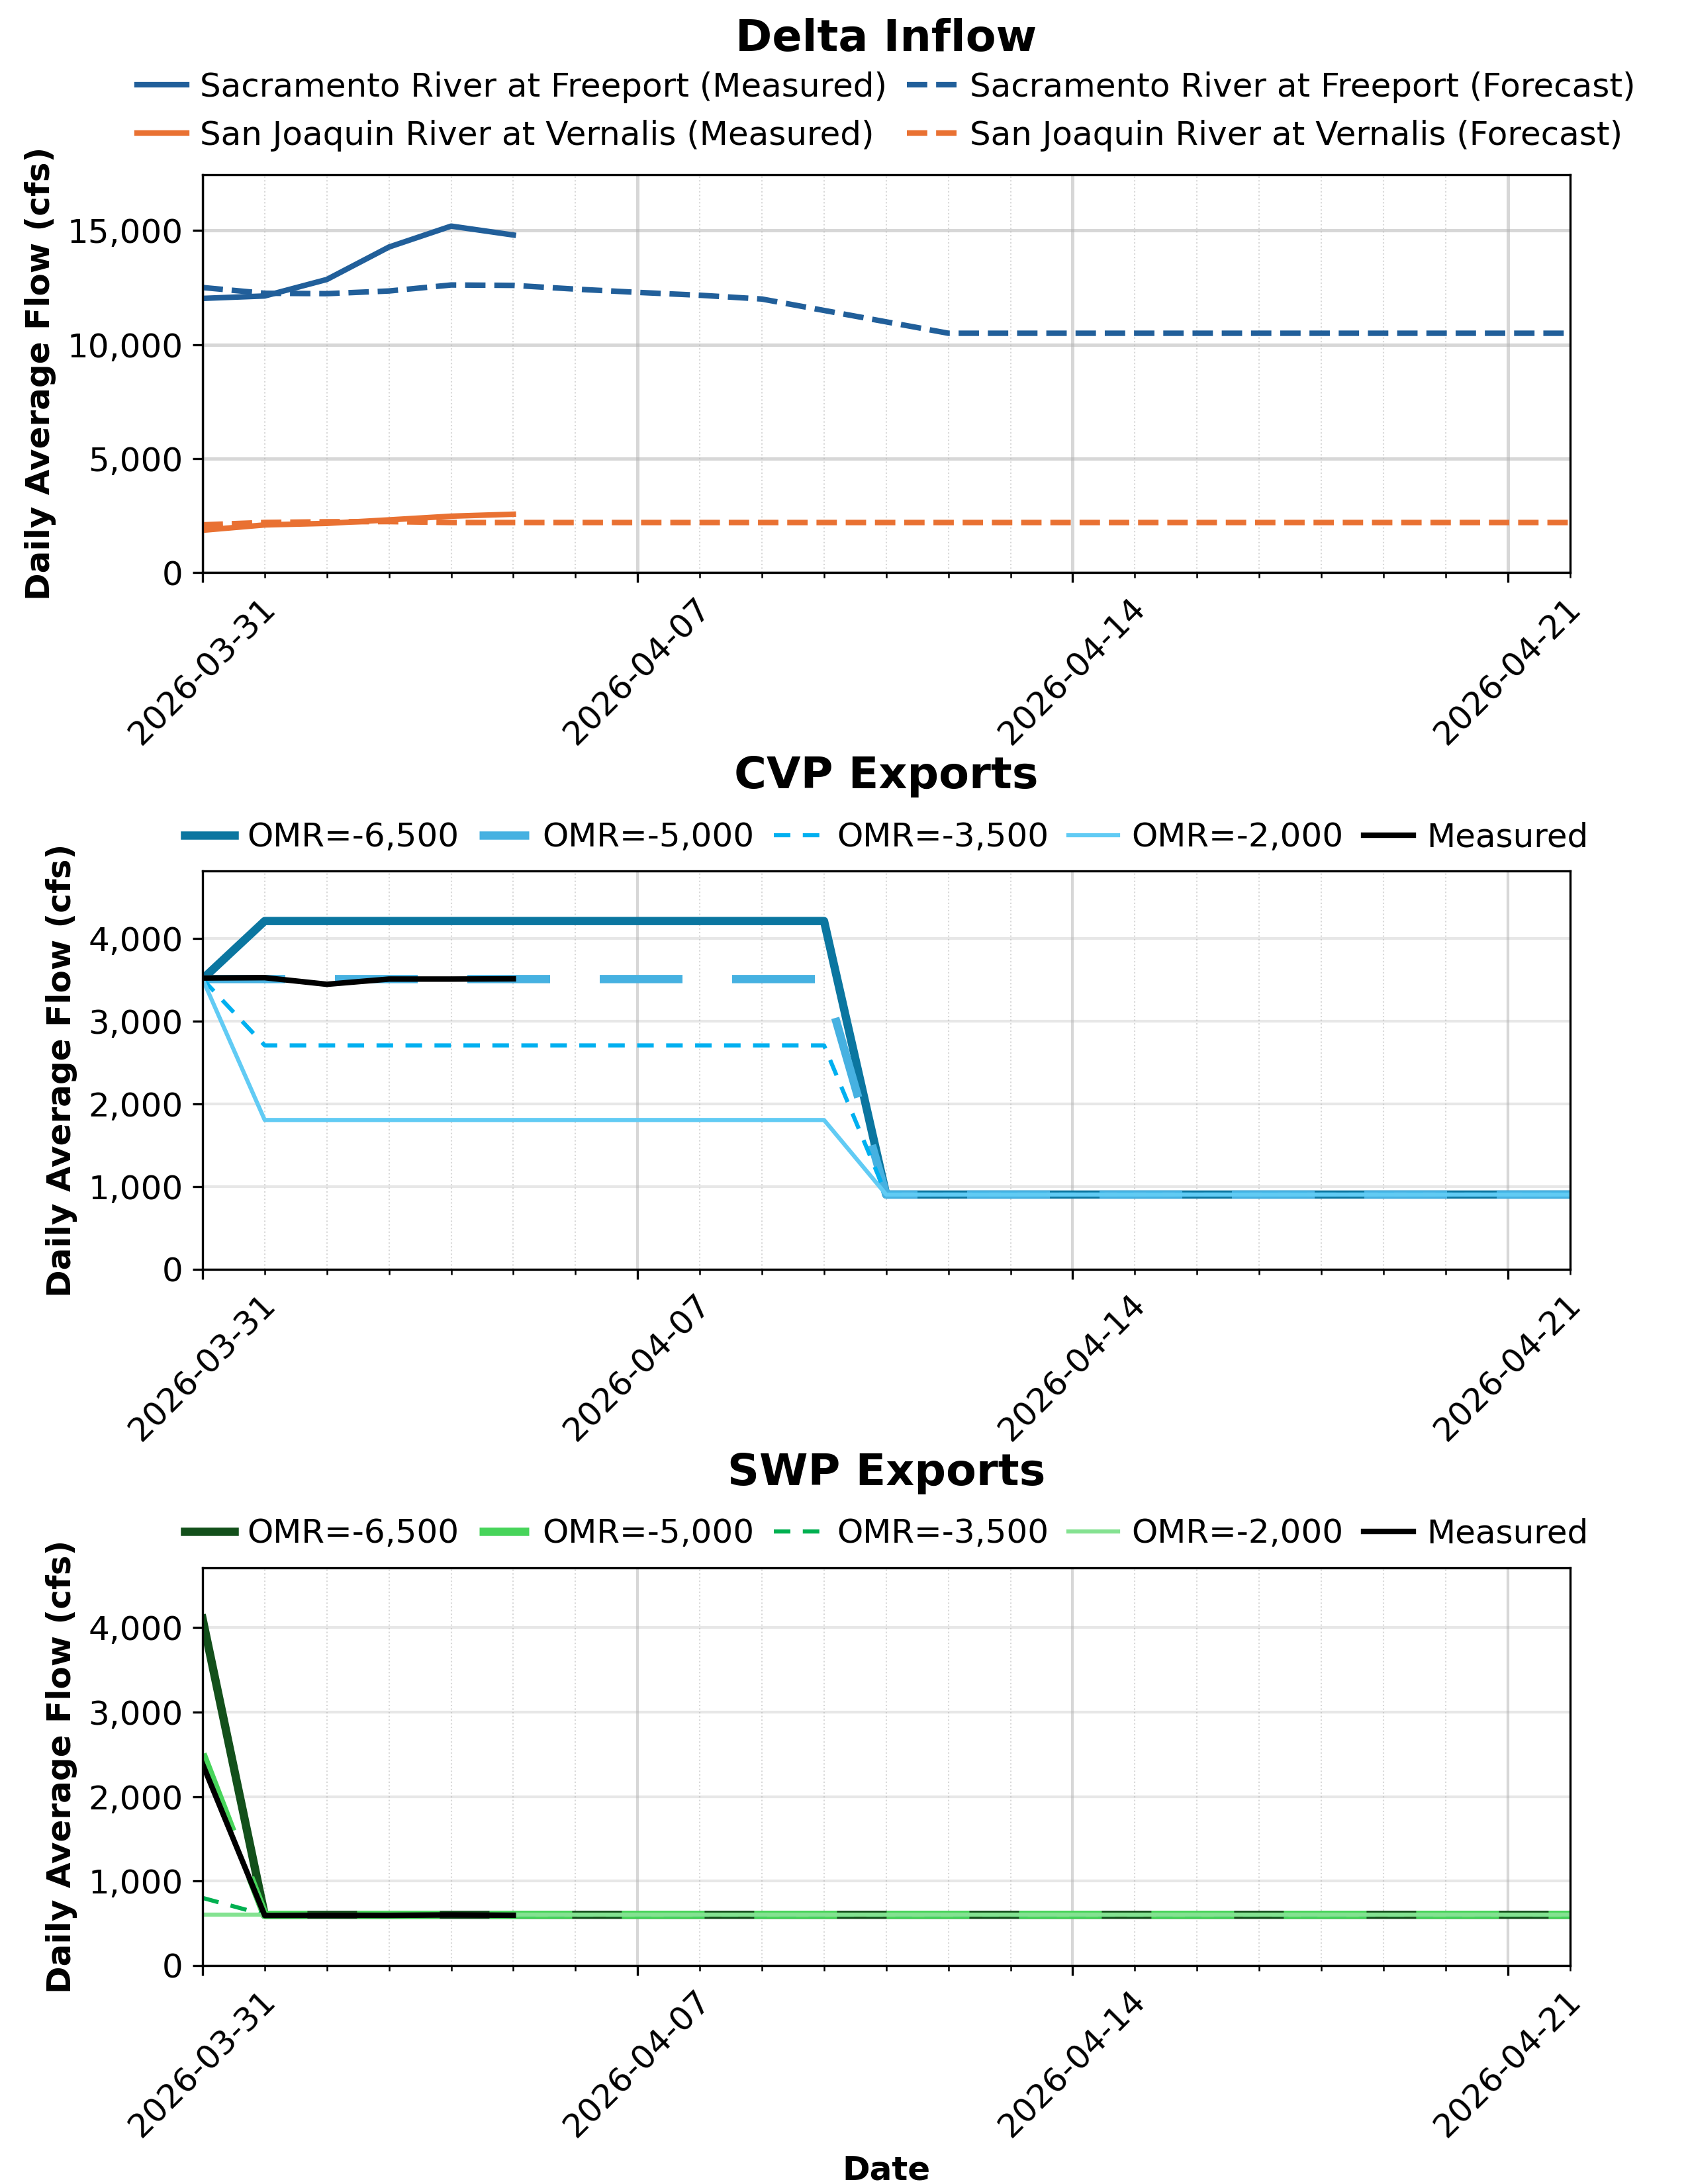 Delta Inflow
Sacramento River at Freeport (Measured) Sacramento River at Freeport (Forecast)
San Joaquin River at Vernalis (Measured) San Joaquin River at Vernalis (Forecast)
Daily Average Flow (cfs)
15,000
10,000
5,000
0
2026-03-31 2026-04-07 2026-04-14 2026-04-21
CVP Exports
OMR=-6,500 OMR=-5,000 OMR=-3,500 OMR=-2,000 Measured
Daily Average Flow (cfs)
4,000
3,000
2,000
1,000
0
2026-03-31 2026-04-07 2026-04-14 2026-04-21
SWP Exports
OMR=-6,500 OMR=-5,000 OMR=-3,500 OMR=-2,000 Measured
Daily Average Flow (cfs)
4,000
3,000
2,000
1,000
0
2026-03-31 2026-04-07 2026-04-14 2026-04-21
Date